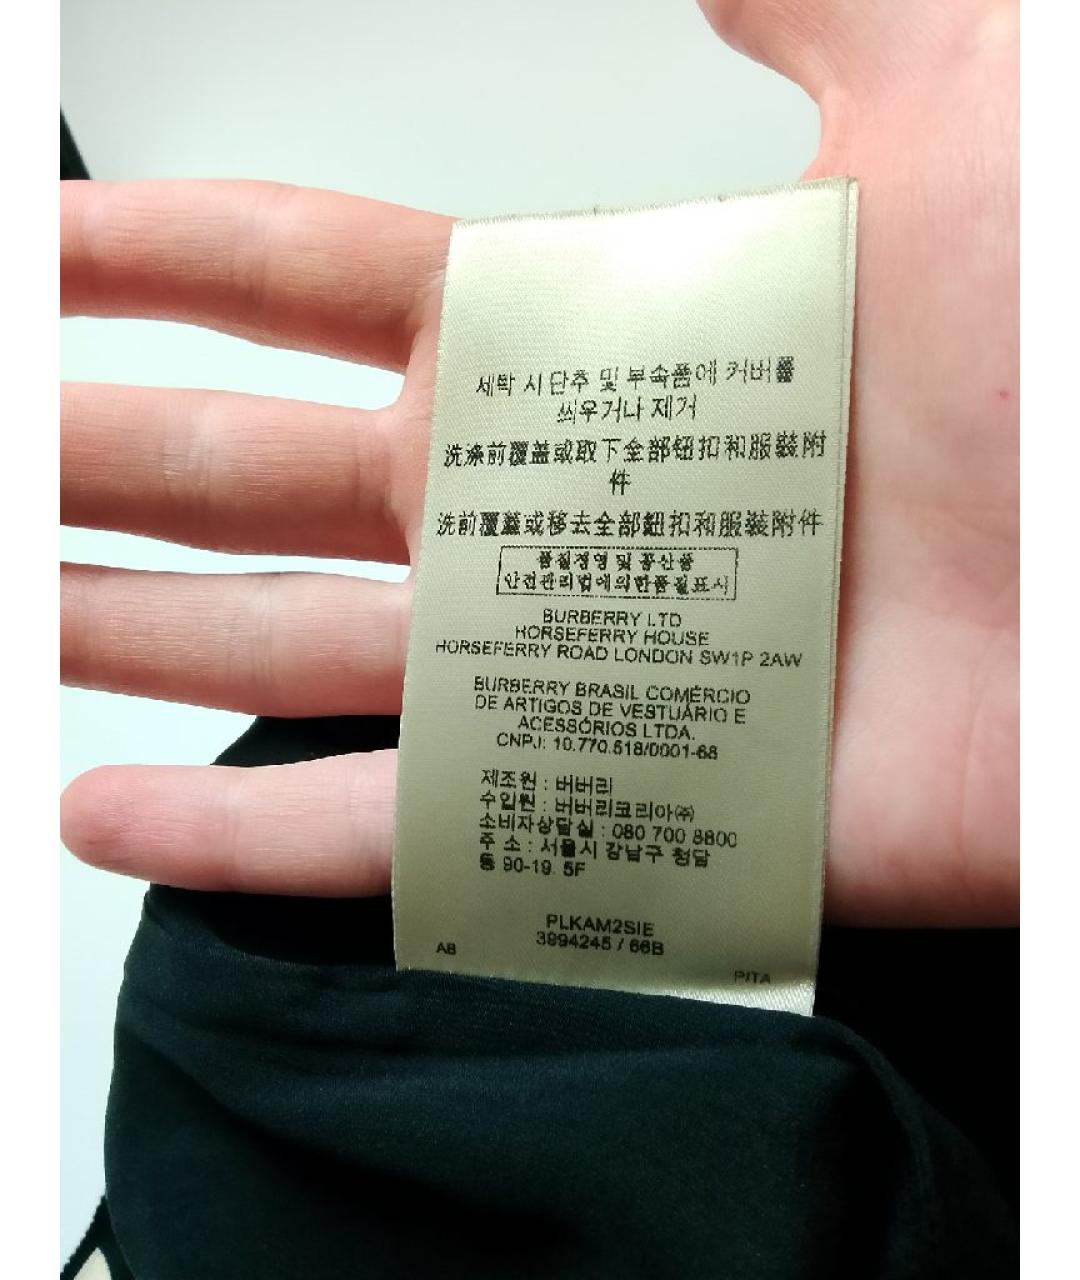 세탁 시 단추 및 부속품에 커버를
씌우거나 제거
洗涤前覆盖或取下全部钮扣和服装附
件
洗前覆蓋或移去全部鈕扣和服裝附件
품질경영 및 공산품
안전관리법에의한품질표시
BURBERRY LTD
HORSEFERRY HOUSE
HORSEFERRY ROAD LONDON SW1P 2AW
BURBERRY BRASIL COMÉRCIO
DE ARTIGOS DE VESTUÁRIO E
ACESSÓRIOS LTDA.
CNPJ: 10.770.518/0001-68
제조원 : 버버리
수입원 : 버버리코리아㈜
소비자상담실 : 080 700 8800
주 소 : 서울시 강남구 청담
동 90-19. 5F
PLKAM2SIE
3994245 / 66B
A8
PITA